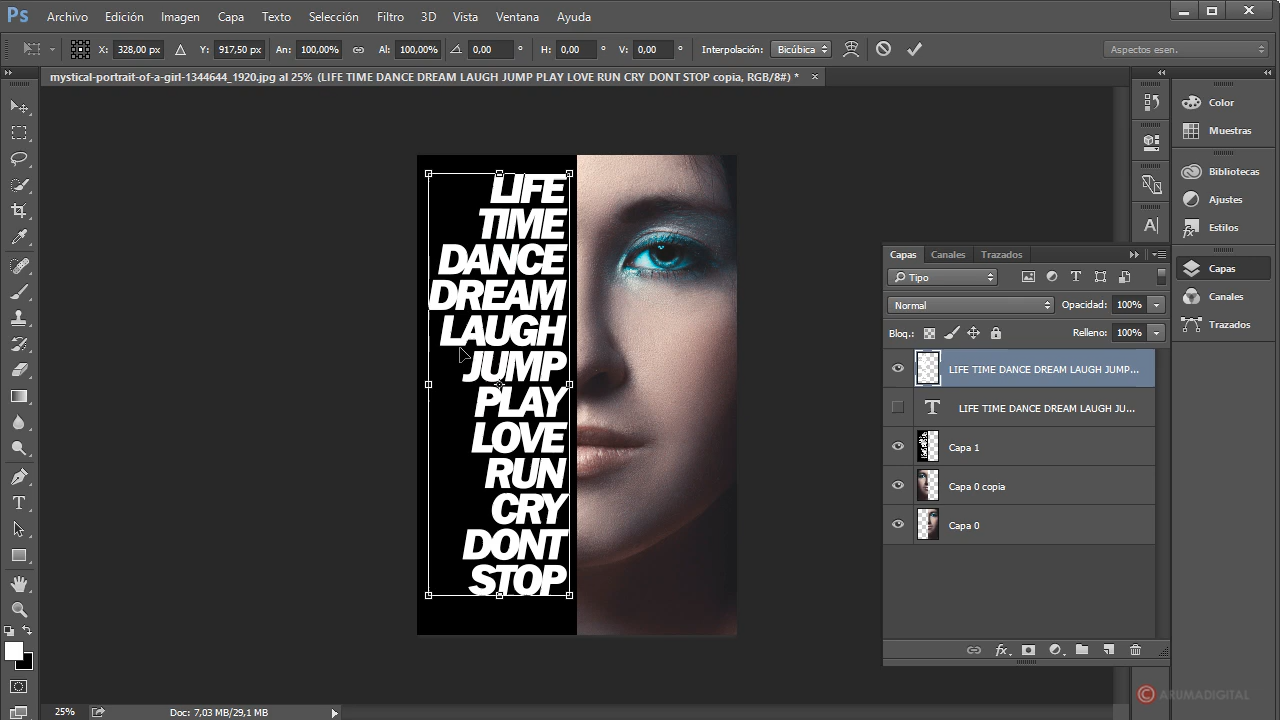 Ps Archivo Edición Imagen Capa Texto Selección Filtro 3D Vista Ventana Ayuda
X: 328,00 px Y: 917,50 px An: 100,00% Al: 100,00% 0,00 ° H: 0,00 ° V: 0,00 ° Interpolación: Bicúbica Aspectos esen.
mystical-portrait-of-a-girl-1344644_1920.jpg al 25% (LIFE TIME DANCE DREAM LAUGH JUMP PLAY LOVE RUN CRY DONT STOP copia, RGB/8#) *
LIFE
TIME
DANCE
DREAM
LAUGH
JUMP
PLAY
LOVE
RUN
CRY
DONT
STOP
Capas Canales Trazados
Tipo
Normal Opacidad: 100%
Bloq.: Relleno: 100%
LIFE TIME DANCE DREAM LAUGH JUMP...
T LIFE TIME DANCE DREAM LAUGH JU...
Capa 1
Capa 0 copia
Capa 0
fx
Color
Muestras
Bibliotecas
Ajustes
Estilos
Capas
Canales
Trazados
25% Doc: 7,03 MB/29,1 MB
© ARUMADIGITAL